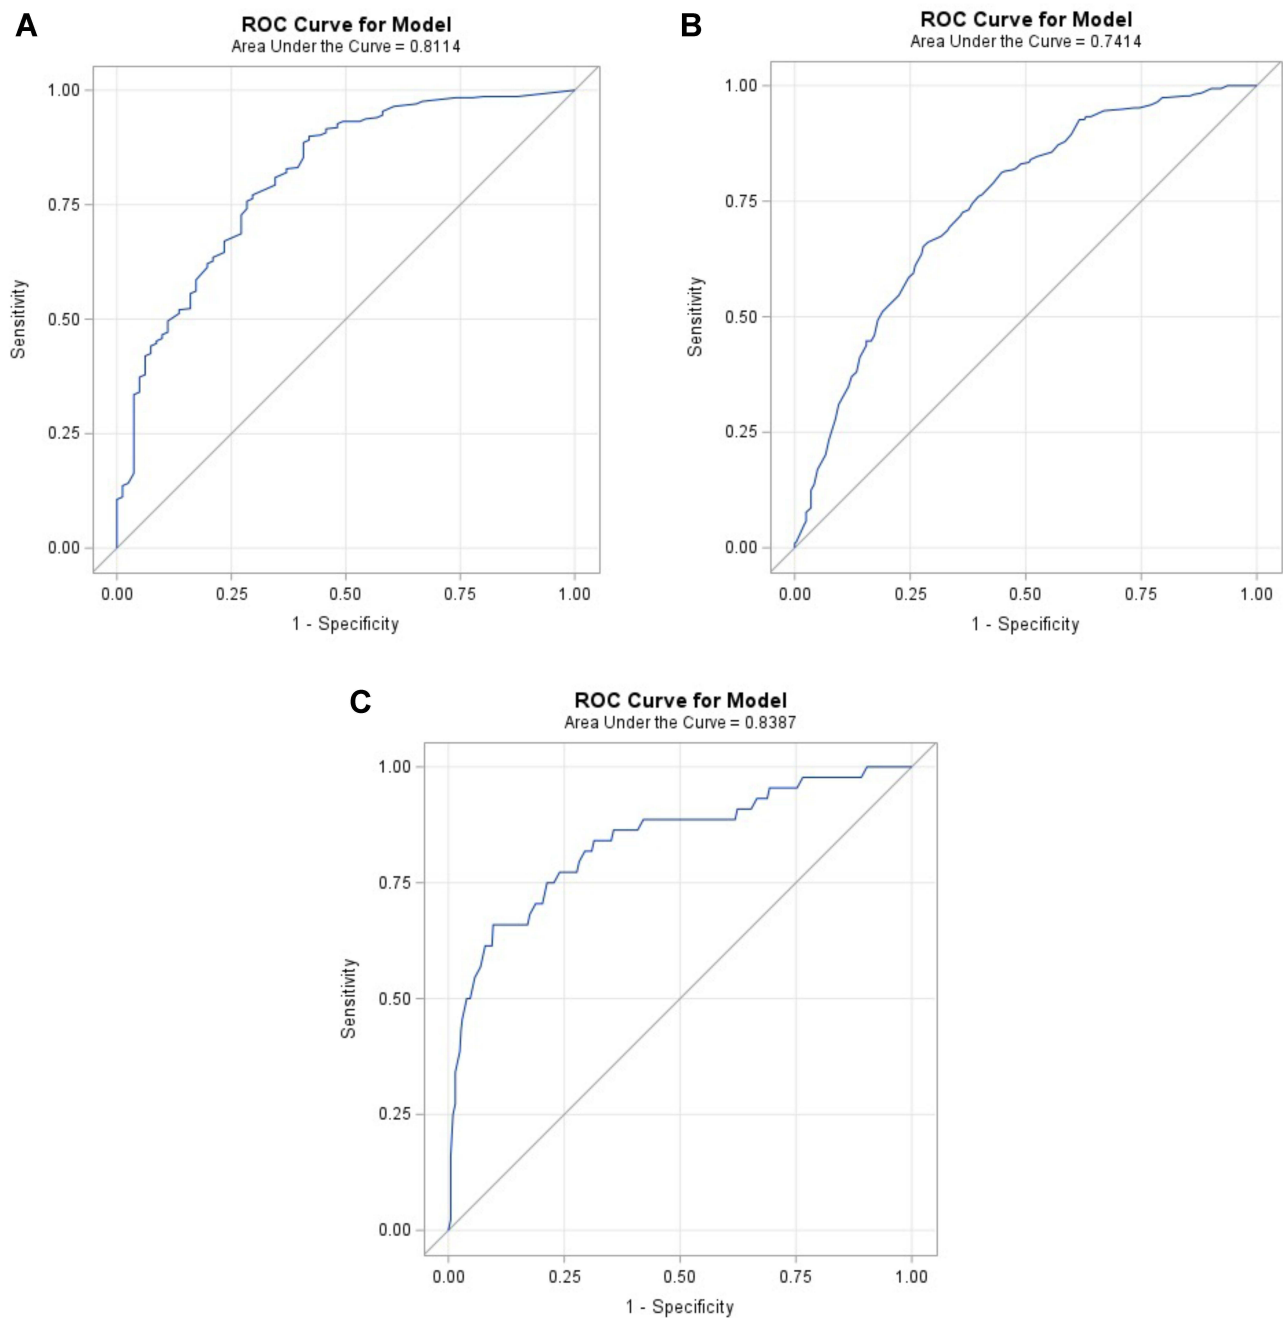 A
ROC Curve for Model
Area Under the Curve = 0.8114
1.00
0.75
0.50
0.25
0.00
Sensitivity
0.00 0.25 0.50 0.75 1.00
1 - Specificity
B
ROC Curve for Model
Area Under the Curve = 0.7414
1.00
0.75
0.50
0.25
0.00
Sensitivity
0.00 0.25 0.50 0.75 1.00
1 - Specificity
C
ROC Curve for Model
Area Under the Curve = 0.8387
1.00
0.75
0.50
0.25
0.00
Sensitivity
0.00 0.25 0.50 0.75 1.00
1 - Specificity